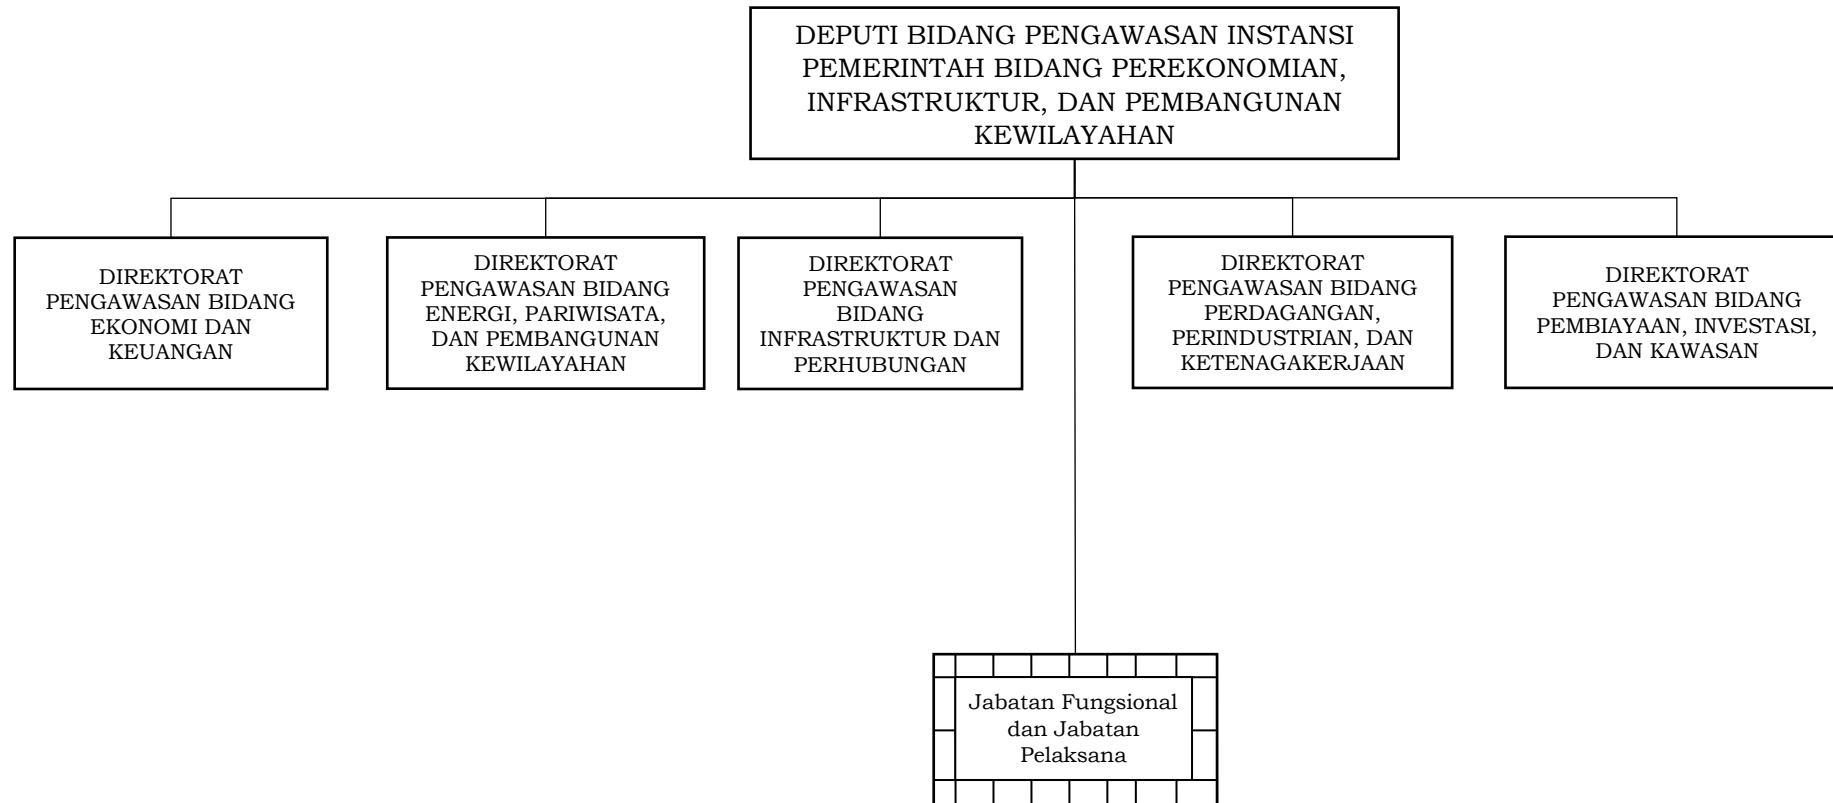 DEPUTI BIDANG PENGAWASAN INSTANSI
PEMERINTAH BIDANG PEREKONOMIAN,
INFRASTRUKTUR, DAN PEMBANGUNAN
KEWILAYAHAN
DIREKTORAT
PENGAWASAN BIDANG
EKONOMI DAN
KEUANGAN
DIREKTORAT
PENGAWASAN BIDANG
ENERGI, PARIWISATA,
DAN PEMBANGUNAN
KEWILAYAHAN
DIREKTORAT
PENGAWASAN
BIDANG
INFRASTRUKTUR DAN
PERHUBUNGAN
DIREKTORAT
PENGAWASAN BIDANG
PERDAGANGAN,
PERINDUSTRIAN, DAN
KETENAGAKERJAAN
DIREKTORAT
PENGAWASAN BIDANG
PEMBIAYAAN, INVESTASI,
DAN KAWASAN
Jabatan Fungsional
dan Jabatan
Pelaksana